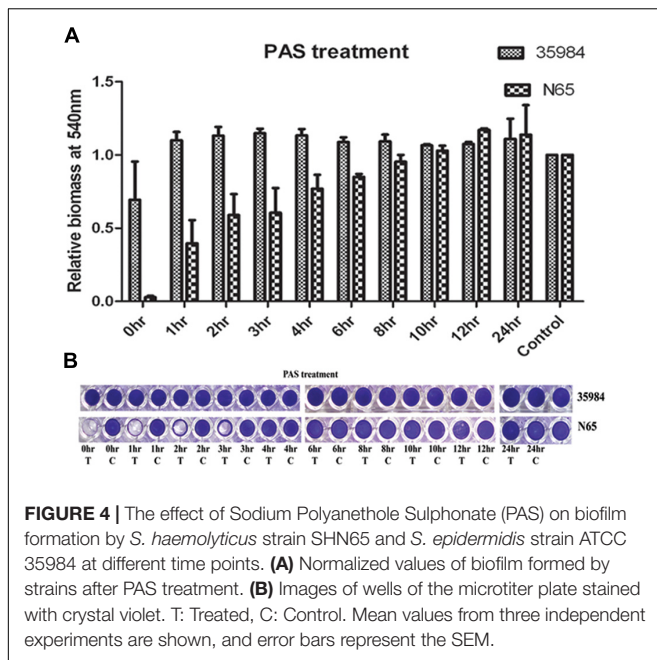 A
PAS treatment
35984
N65
Relative biomass at 540nm
1.5
1.0
0.5
0.0
0hr
1hr
2hr
3hr
4hr
6hr
8hr
10hr
12hr
24hr
Control
B
PAS treatment
35984
N65
0hr 0hr 1hr 1hr 2hr 2hr 3hr 3hr 4hr 4hr 6hr 6hr 8hr 8hr 10hr 10hr 12hr 12hr 24hr 24hr
T C T C T C T C T C T C T C T C T C T C
FIGURE 4 | The effect of Sodium Polyanethole Sulphonate (PAS) on biofilm
formation by S. haemolyticus strain SHN65 and S. epidermidis strain ATCC
35984 at different time points. (A) Normalized values of biofilm formed by
strains after PAS treatment. (B) Images of wells of the microtiter plate stained
with crystal violet. T: Treated, C: Control. Mean values from three independent
experiments are shown, and error bars represent the SEM.